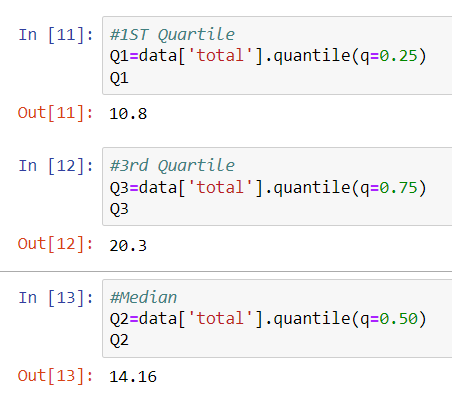 In [11]: #1ST Quartile
Q1=data['total'].quantile(q=0.25)
Q1
Out[11]: 10.8
In [12]: #3rd Quartile
Q3=data['total'].quantile(q=0.75)
Q3
Out[12]: 20.3
In [13]: #Median
Q2=data['total'].quantile(q=0.50)
Q2
Out[13]: 14.16